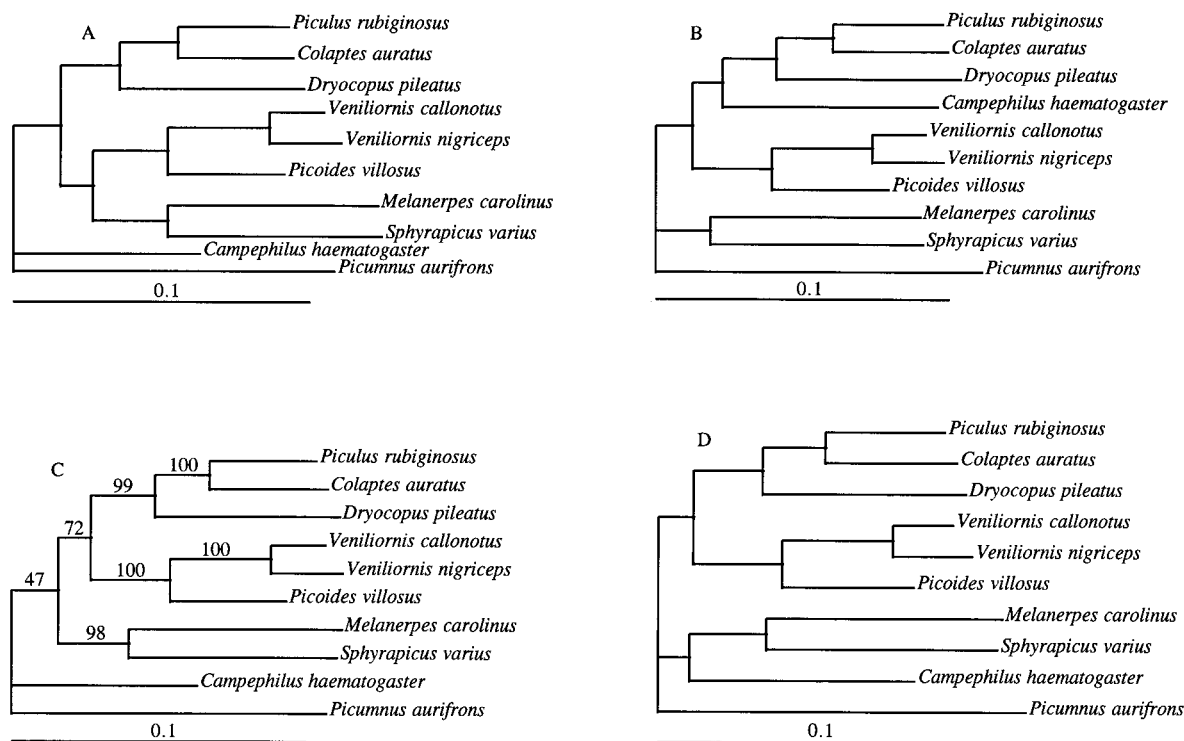 A
Piculus rubiginosus
Colaptes auratus
Dryocopus pileatus
Veniliornis callonotus
Veniliornis nigriceps
Picoides villosus
Melanerpes carolinus
Sphyrapicus varius
Campephilus haematogaster
Picumnus aurifrons
0.1
B
Piculus rubiginosus
Colaptes auratus
Dryocopus pileatus
Campephilus haematogaster
Veniliornis callonotus
Veniliornis nigriceps
Picoides villosus
Melanerpes carolinus
Sphyrapicus varius
Picumnus aurifrons
0.1
C
100
Piculus rubiginosus
Colaptes auratus
99
Dryocopus pileatus
72
100
Veniliornis callonotus
Veniliornis nigriceps
100
47
Picoides villosus
98
Melanerpes carolinus
Sphyrapicus varius
Campephilus haematogaster
Picumnus aurifrons
0.1
D
Piculus rubiginosus
Colaptes auratus
Dryocopus pileatus
Veniliornis callonotus
Veniliornis nigriceps
Picoides villosus
Melanerpes carolinus
Sphyrapicus varius
Campephilus haematogaster
Picumnus aurifrons
0.1